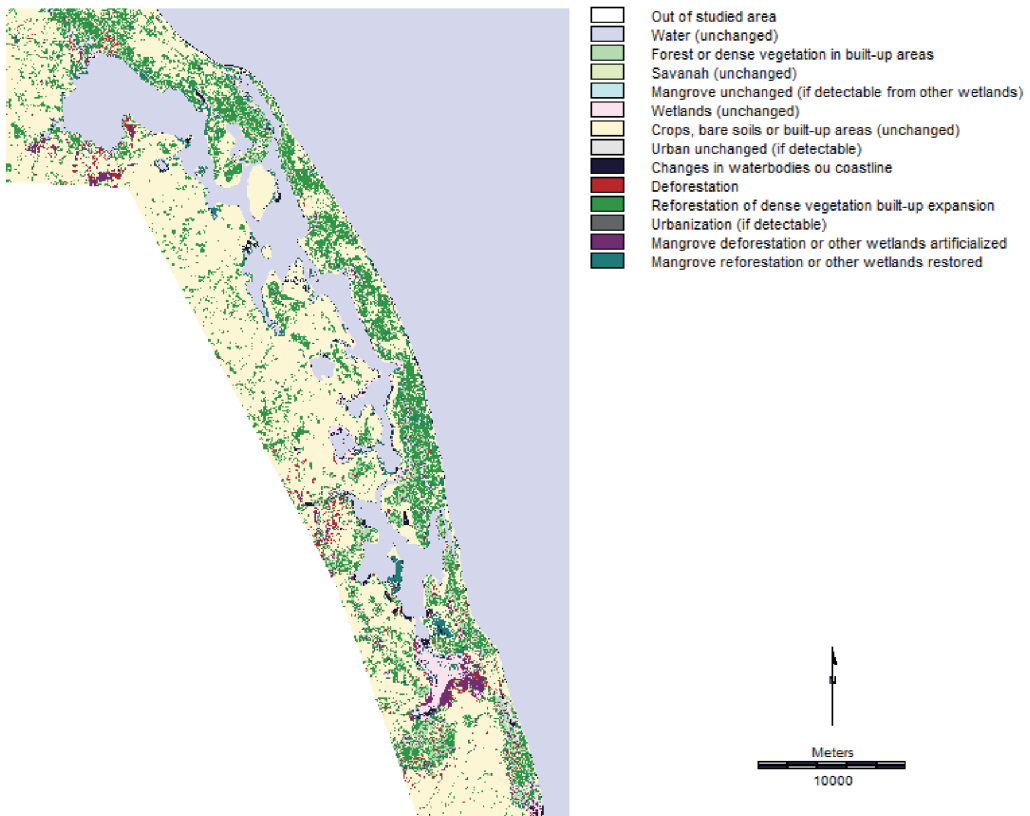 Out of studied area
Water (unchanged)
Forest or dense vegetation in built-up areas
Savanah (unchanged)
Mangrove unchanged (if detectable from other wetlands)
Wetlands (unchanged)
Crops, bare soils or built-up areas (unchanged)
Urban unchanged (if detectable)
Changes in waterbodies ou coastline
Deforestation
Reforestation of dense vegetation built-up expansion
Urbanization (if detectable)
Mangrove deforestation or other wetlands artificialized
Mangrove reforestation or other wetlands restored
N
Meters
10000